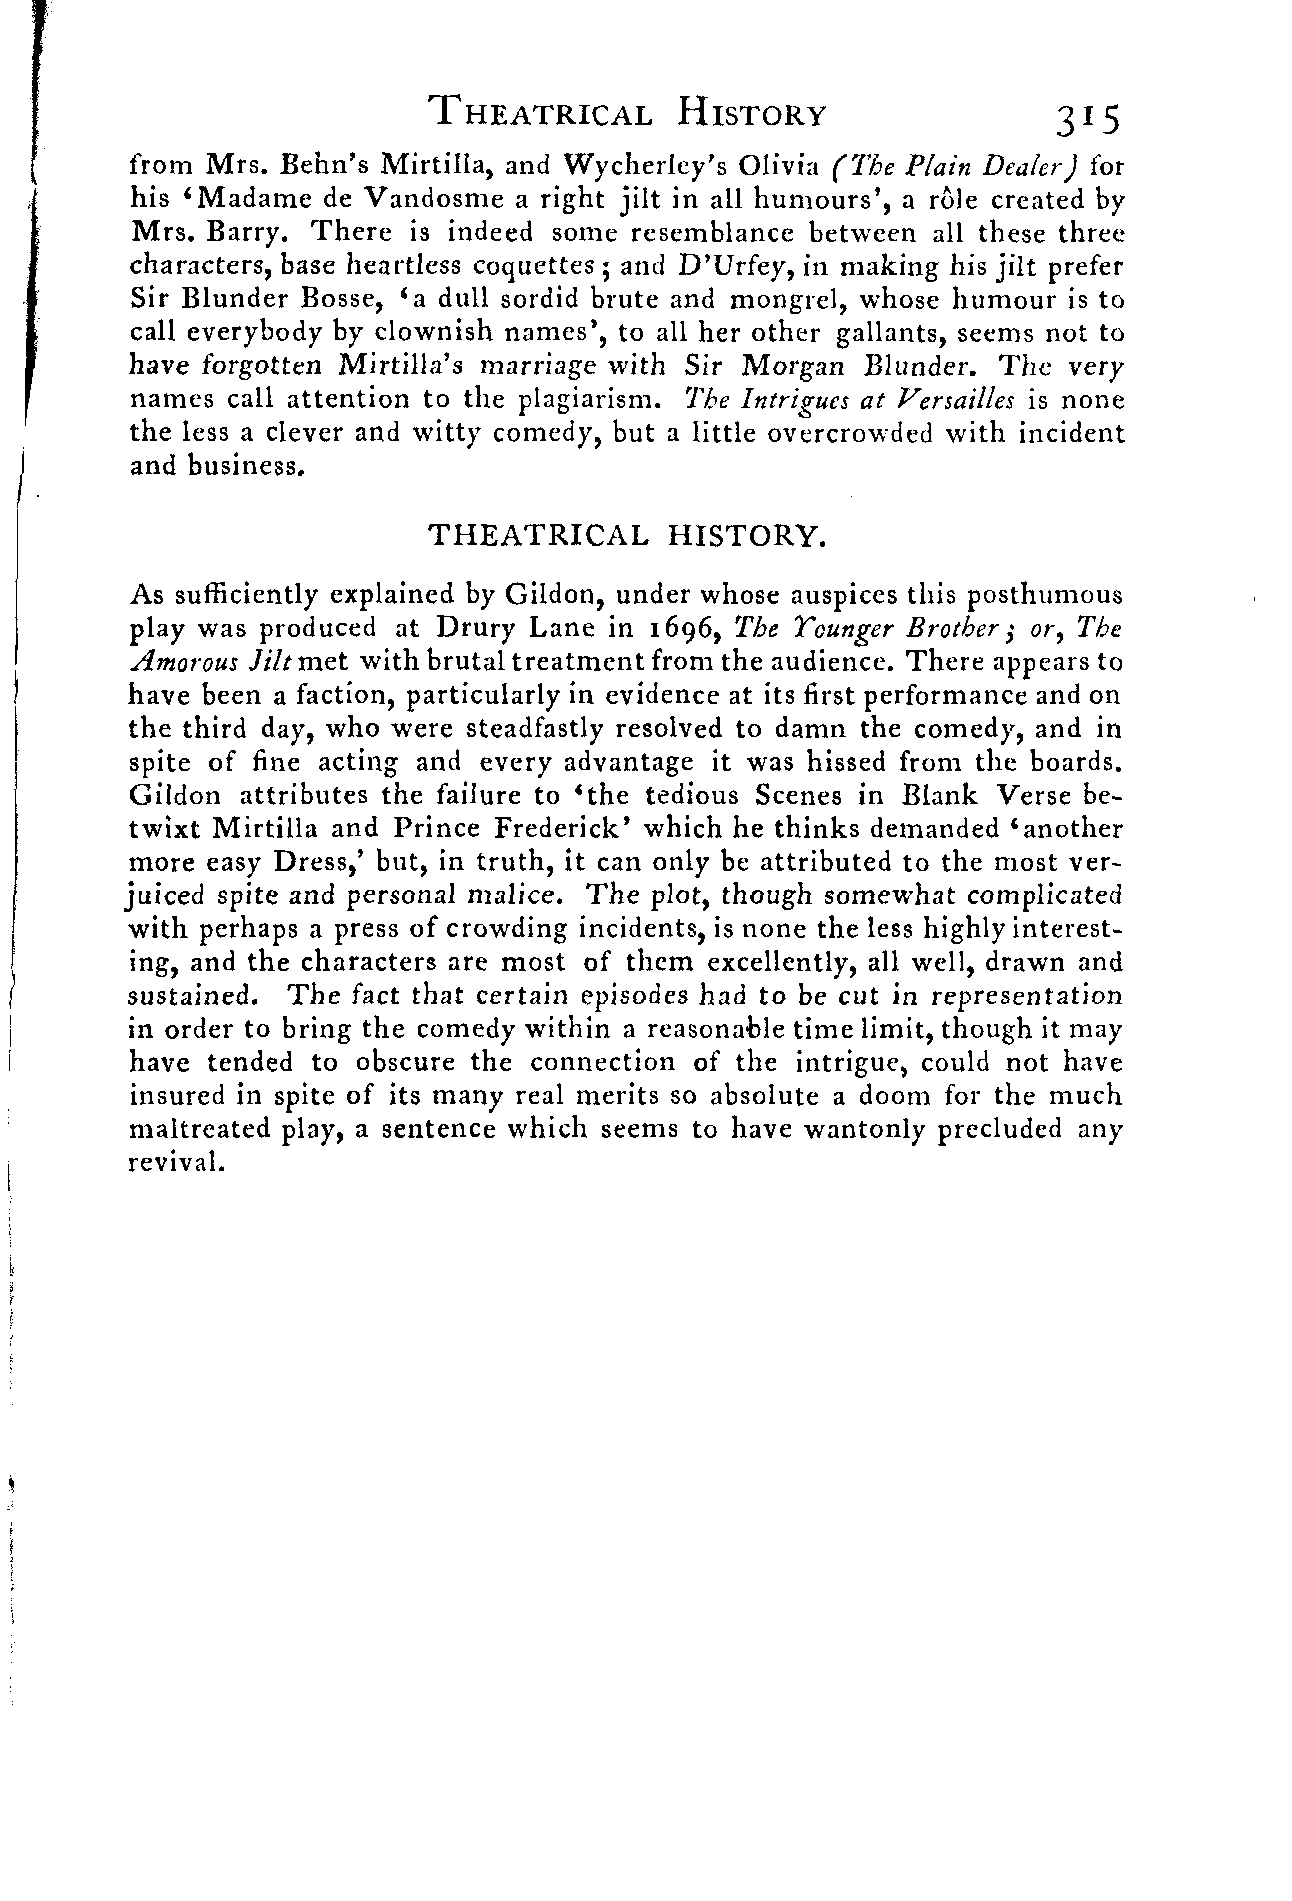 THEATRICAL HISTORY 315
from Mrs. Behn's Mirtilla, and Wycherley's Olivia (The Plain Dealer) for
his ‘Madame de Vandosme a right jilt in all humours’, a rôle created by
Mrs. Barry. There is indeed some resemblance between all these three
characters, base heartless coquettes; and D'Urfey, in making his jilt prefer
Sir Blunder Bosse, ‘a dull sordid brute and mongrel, whose humour is to
call everybody by clownish names’, to all her other gallants, seems not to
have forgotten Mirtilla's marriage with Sir Morgan Blunder. The very
names call attention to the plagiarism. The Intrigues at Versailles is none
the less a clever and witty comedy, but a little overcrowded with incident
and business.
THEATRICAL HISTORY.
As sufficiently explained by Gildon, under whose auspices this posthumous
play was produced at Drury Lane in 1696, The Younger Brother; or, The
Amorous Jilt met with brutal treatment from the audience. There appears to
have been a faction, particularly in evidence at its first performance and on
the third day, who were steadfastly resolved to damn the comedy, and in
spite of fine acting and every advantage it was hissed from the boards.
Gildon attributes the failure to ‘the tedious Scenes in Blank Verse be-
twixt Mirtilla and Prince Frederick’ which he thinks demanded ‘another
more easy Dress,’ but, in truth, it can only be attributed to the most ver-
juiced spite and personal malice. The plot, though somewhat complicated
with perhaps a press of crowding incidents, is none the less highly interest-
ing, and the characters are most of them excellently, all well, drawn and
sustained. The fact that certain episodes had to be cut in representation
in order to bring the comedy within a reasonable time limit, though it may
have tended to obscure the connection of the intrigue, could not have
insured in spite of its many real merits so absolute a doom for the much
maltreated play, a sentence which seems to have wantonly precluded any
revival.